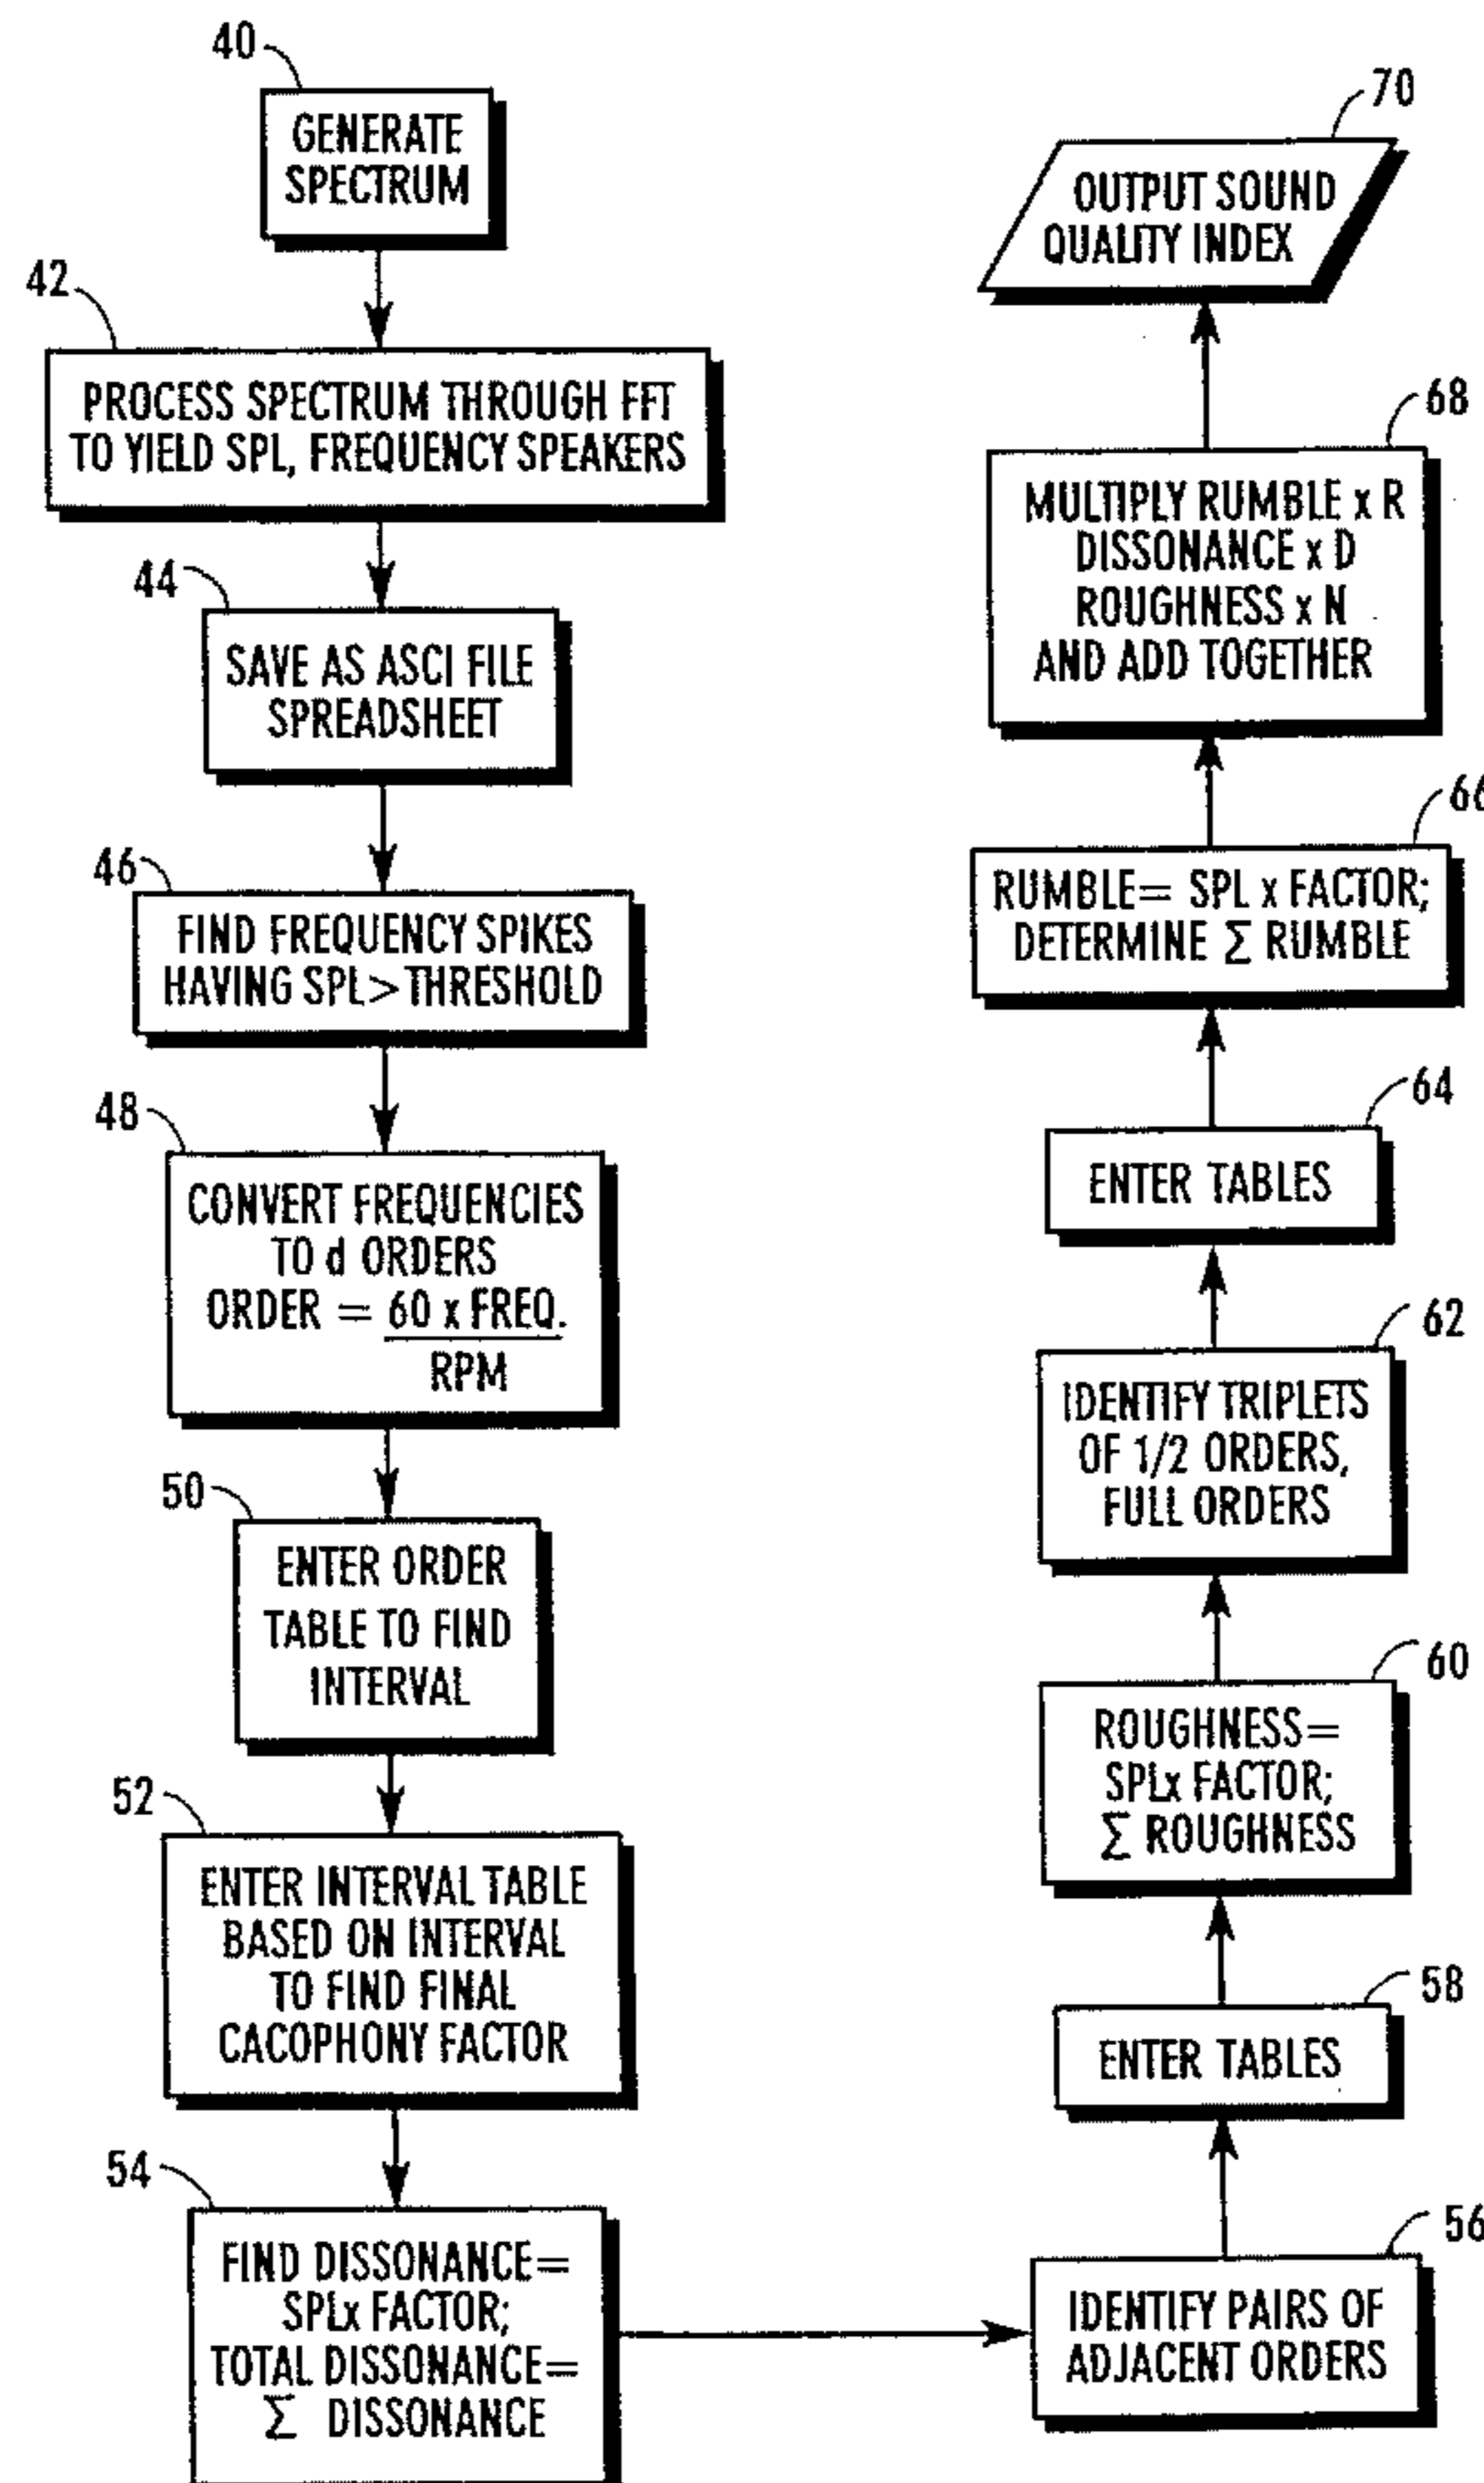 40
GENERATE
SPECTRUM
42
PROCESS SPECTRUM THROUGH FFT
TO YIELD SPL, FREQUENCY SPEAKERS
44
SAVE AS ASCI FILE
SPREADSHEET
46
FIND FREQUENCY SPIKES
HAVING SPL > THRESHOLD
48
CONVERT FREQUENCIES
TO d ORDERS
ORDER = 60 x FREQ.
RPM
50
ENTER ORDER
TABLE TO FIND
INTERVAL
52
ENTER INTERVAL TABLE
BASED ON INTERVAL
TO FIND FINAL
CACOPHONY FACTOR
54
FIND DISSONANCE=
SPLx FACTOR;
TOTAL DISSONANCE=
Σ DISSONANCE
56
IDENTIFY PAIRS OF
ADJACENT ORDERS
58
ENTER TABLES
60
ROUGHNESS=
SPLx FACTOR;
Σ ROUGHNESS
62
IDENTIFY TRIPLETS
OF 1/2 ORDERS,
FULL ORDERS
64
ENTER TABLES
66
RUMBLE= SPL x FACTOR;
DETERMINE Σ RUMBLE
68
MULTIPLY RUMBLE x R
DISSONANCE x D
ROUGHNESS x N
AND ADD TOGETHER
70
OUTPUT SOUND
QUALITY INDEX